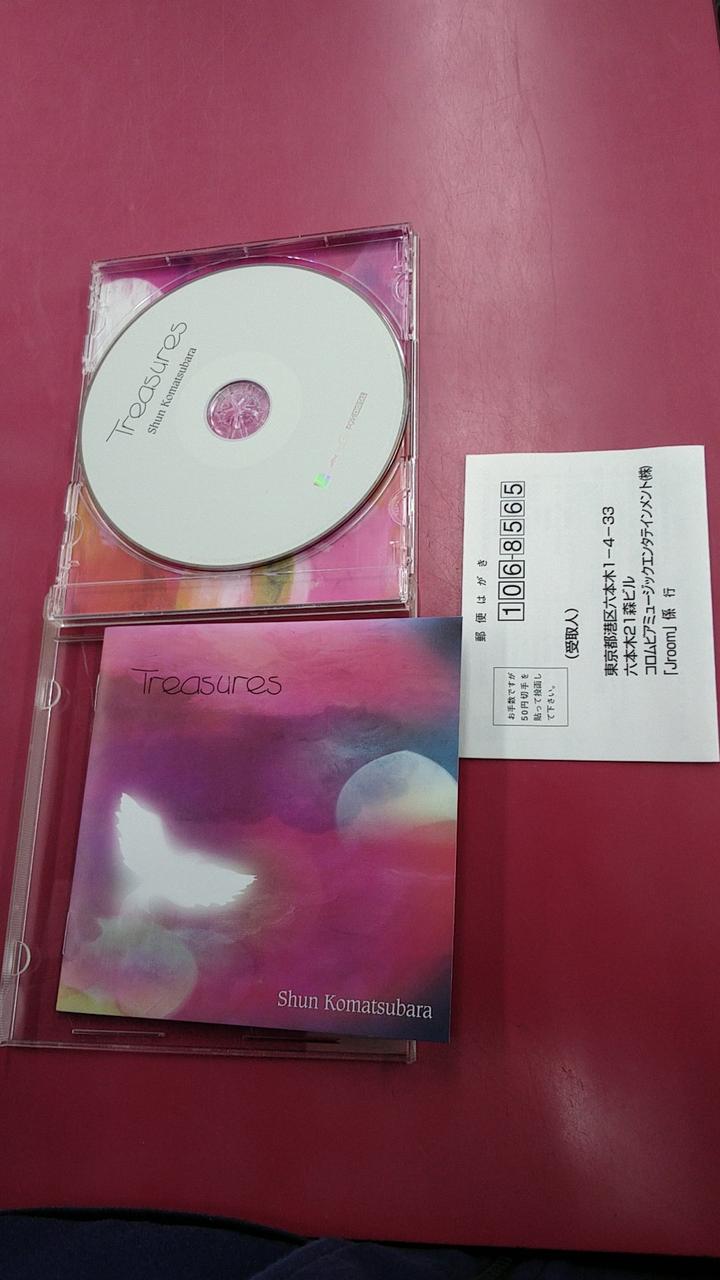 Treasures
Shun Komatsubara
Treasures
Shun Komatsubara
郵便はがき
106-8565
(受取人)
東京都港区六本木1-4-33
六本木21森ビル
コロムビアミュージックエンタテインメント㈱
「Jroom」係 行
お手数ですが
50円切手を
貼って投函し
て下さい。